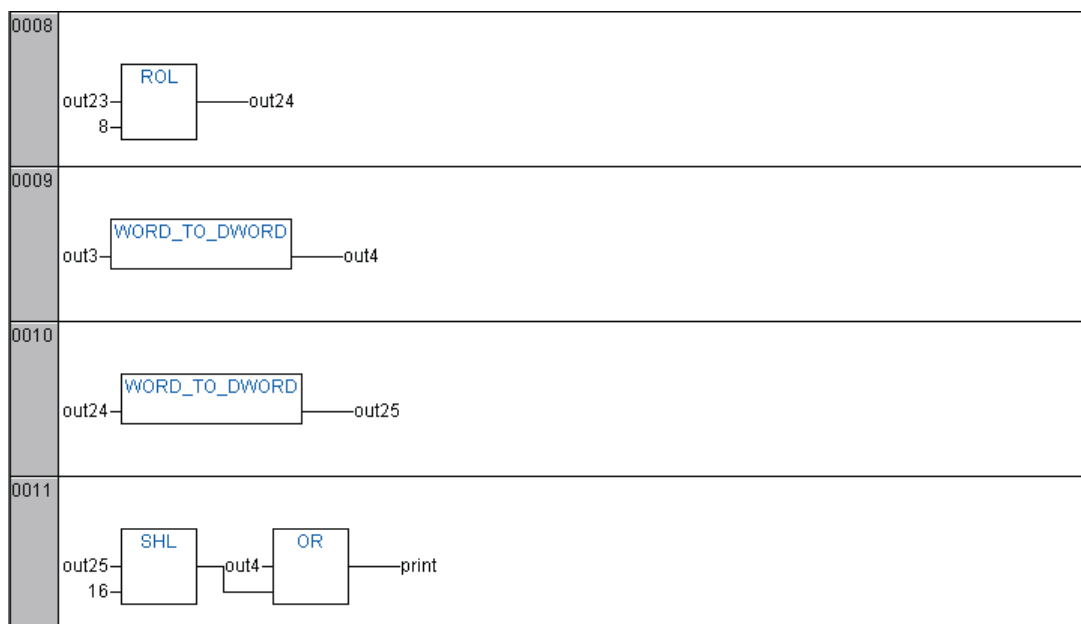 0008
ROL
out23
out24
8
0009
WORD_TO_DWORD
out3
out4
0010
WORD_TO_DWORD
out24
out25
0011
SHL
OR
out25
out4
print
16